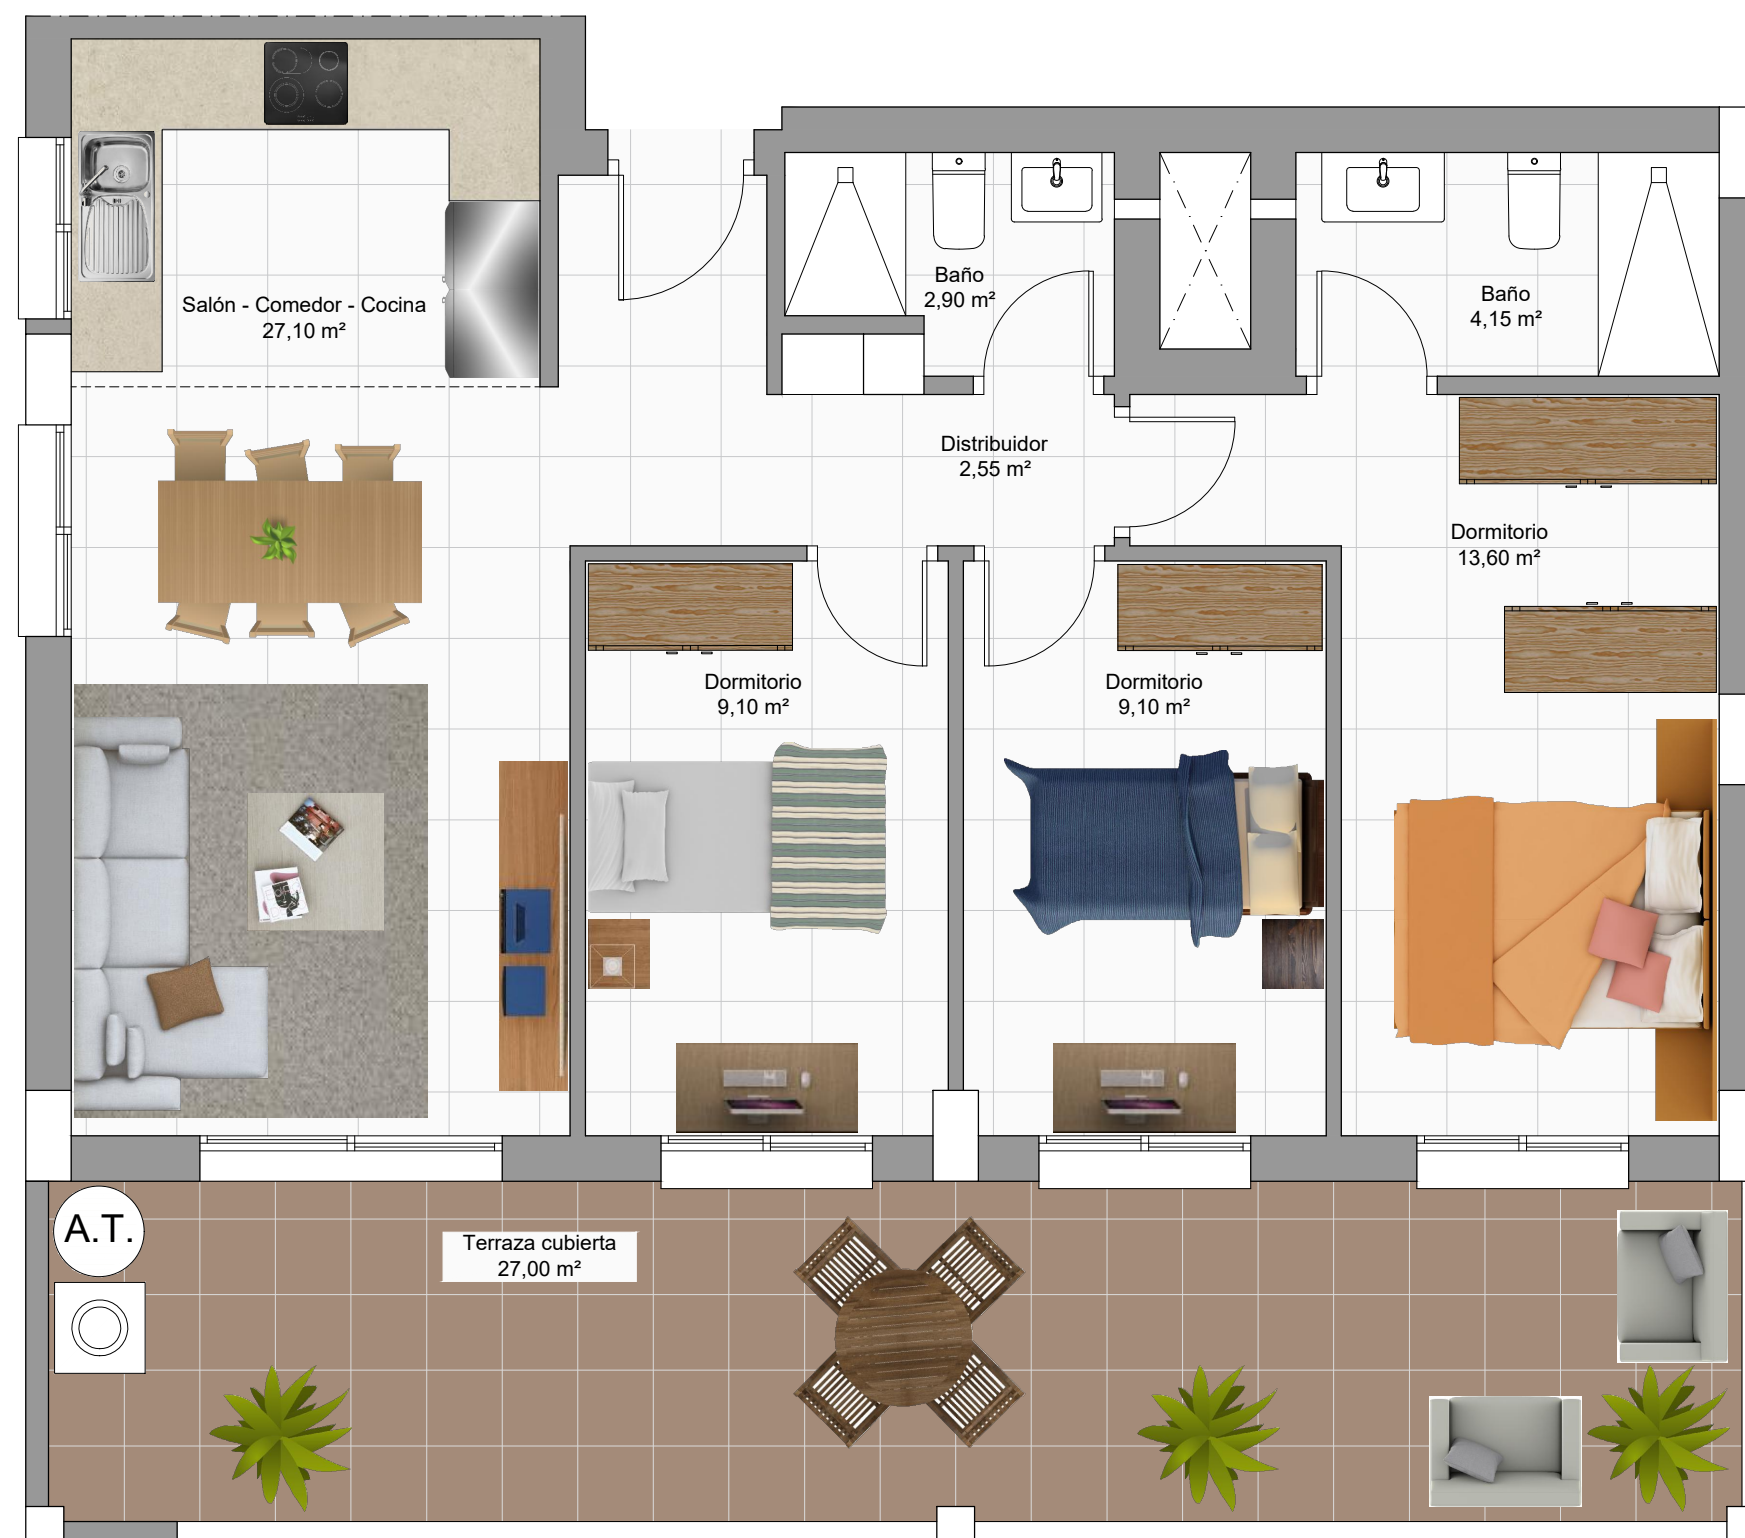 Salón - Comedor - Cocina
27,10 m²
Baño
2,90 m²
Baño
4,15 m²
Distribuidor
2,55 m²
Dormitorio
13,60 m²
Dormitorio
9,10 m²
Dormitorio
9,10 m²
A.T.
Terraza cubierta
27,00 m²